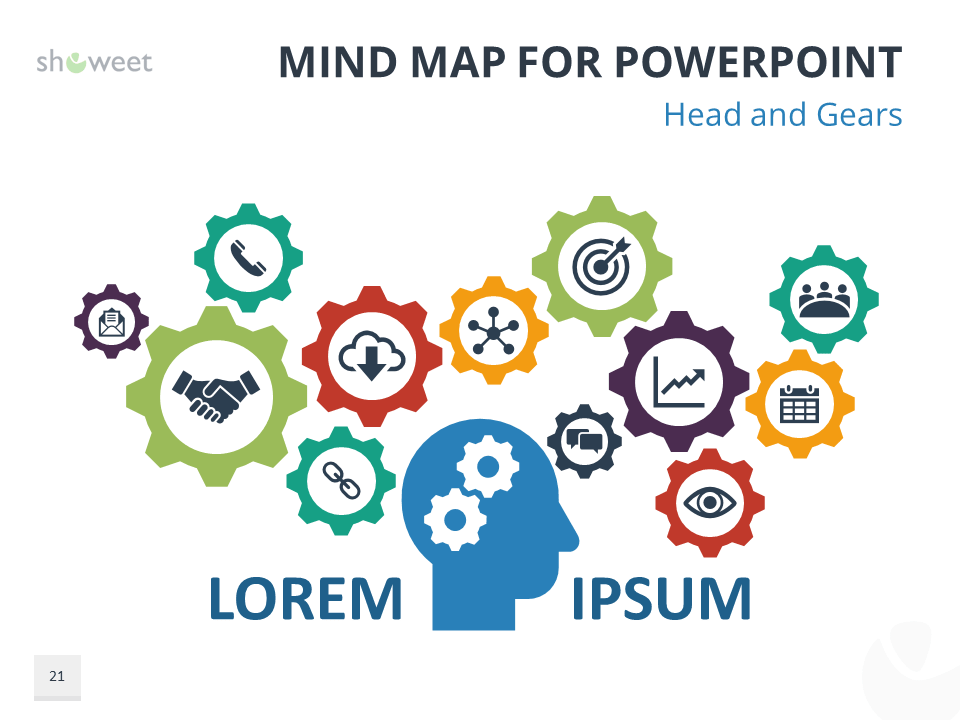 showeet
MIND MAP FOR POWERPOINT
Head and Gears
LOREM IPSUM
21